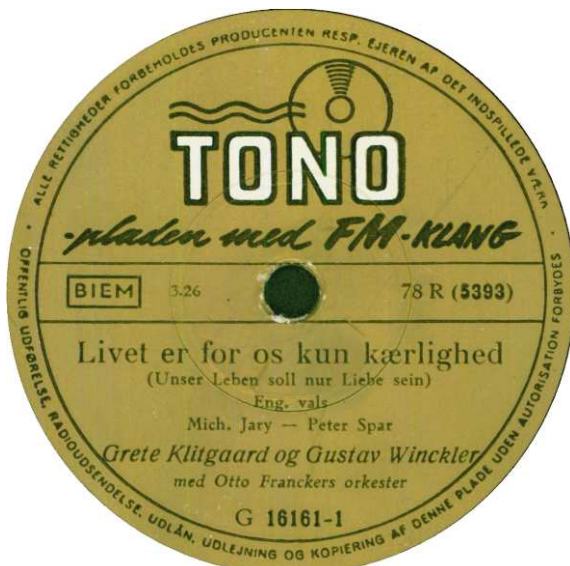 ALLE RETTIGHEDER FORBEHOLDES PRODUCENTEN RESP. EJEREN AF DET INDSPILLEDE VÆRK
TONO
-pladen med FM-KLANG
BIEM 3.26 78 R (5393)
Livet er for os kun kærlighed
(Unser Leben soll nur Liebe sein)
Eng. vals
Mich. Jary — Peter Spar
Grete Klitgaard og Gustav Winckler
med Otto Franckers orkester
G 16161-1
OFFENTLIG UDFØRELSE, RADIOUDSENDELSE, UDLÅN, UDLEJNING OG KOPIERING AF DENNE PLADE UDEN AUTORISATION FORBYDES